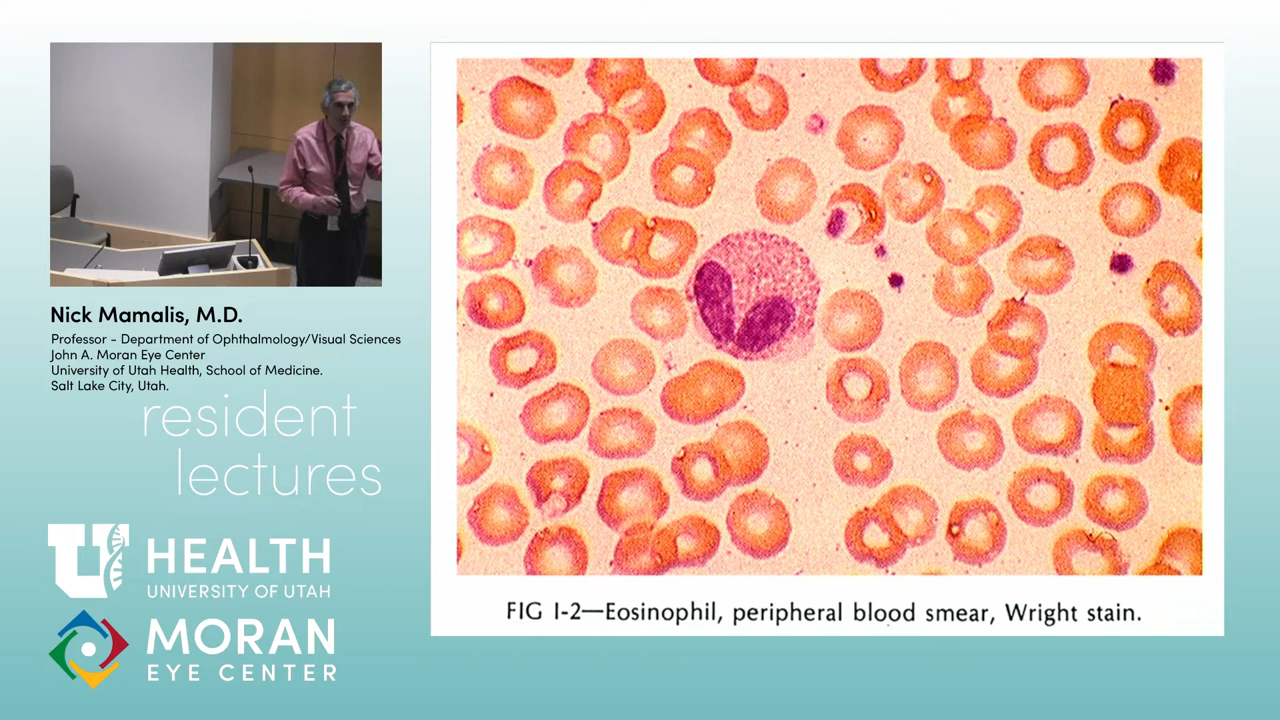 Nick Mamalis, M.D.
Professor - Department of Ophthalmology/Visual Sciences
John A. Moran Eye Center
University of Utah Health, School of Medicine.
Salt Lake City, Utah.
resident
lectures
U HEALTH
UNIVERSITY OF UTAH
MORAN
EYE CENTER
FIG I-2—Eosinophil, peripheral blood smear, Wright stain.